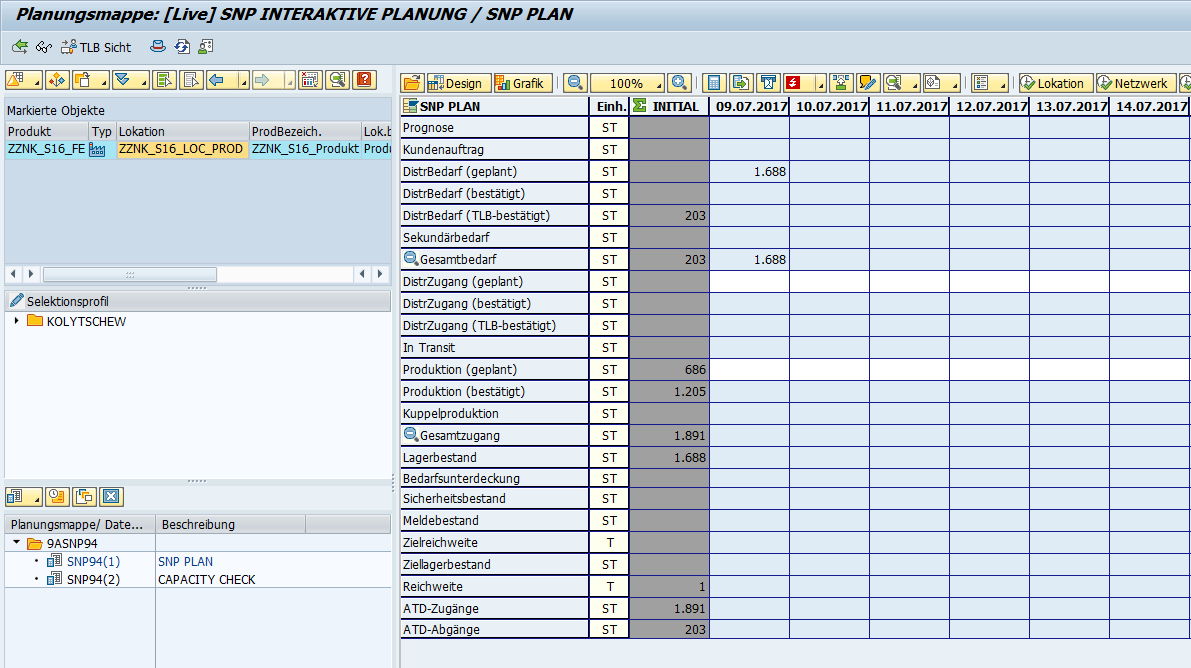 Planungsmappe: [Live] SNP INTERAKTIVE PLANUNG / SNP PLAN
TLB Sicht
Markierte Objekte
Produkt Typ Lokation ProdBezeich. Lok.b
ZZNK_S16_FE ZZNK_S16_LOC_PROD ZZNK_S16_Produkt Produ
Selektionsprofil
KOLYTSCHEW
Planungsmappe/ Date... Beschreibung
9ASNP94
SNP94(1) SNP PLAN
SNP94(2) CAPACITY CHECK
Design Grafik 100% Lokation Netzwerk
SNP PLAN Einh. Σ INITIAL 09.07.2017 10.07.2017 11.07.2017 12.07.2017 13.07.2017 14.07.2017
Prognose ST
Kundenauftrag ST
DistrBedarf (geplant) ST 1.688
DistrBedarf (bestätigt) ST
DistrBedarf (TLB-bestätigt) ST 203
Sekundärbedarf ST
Gesamtbedarf ST 203 1.688
DistrZugang (geplant) ST
DistrZugang (bestätigt) ST
DistrZugang (TLB-bestätigt) ST
In Transit ST
Produktion (geplant) ST 686
Produktion (bestätigt) ST 1.205
Kuppelproduktion ST
Gesamtzugang ST 1.891
Lagerbestand ST 1.688
Bedarfsunterdeckung ST
Sicherheitsbestand ST
Meldebestand ST
Zielreichweite T
Ziellagerbestand ST
Reichweite T 1
ATD-Zugänge ST 1.891
ATD-Abgänge ST 203